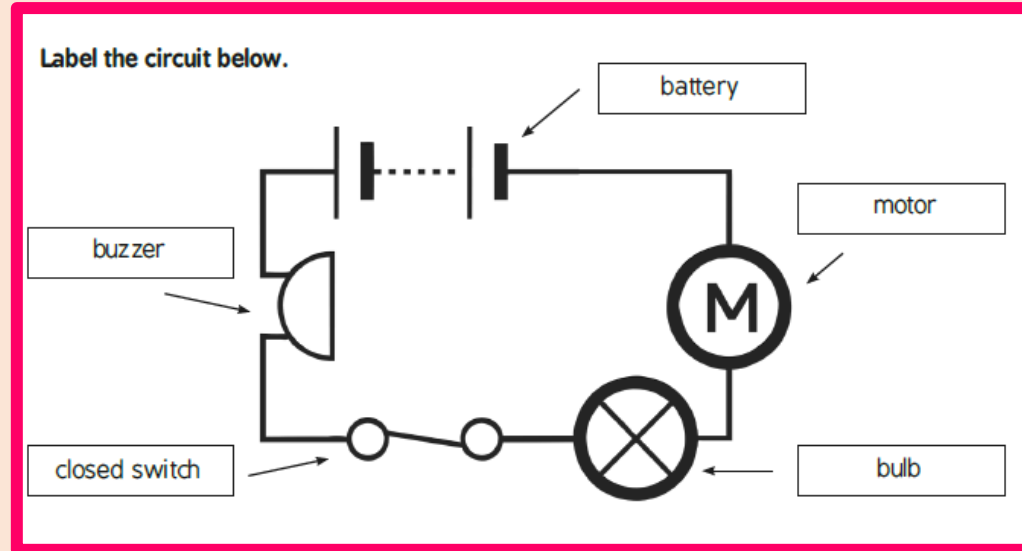 Label the circuit below.
battery
motor
buzzer
M
closed switch
bulb